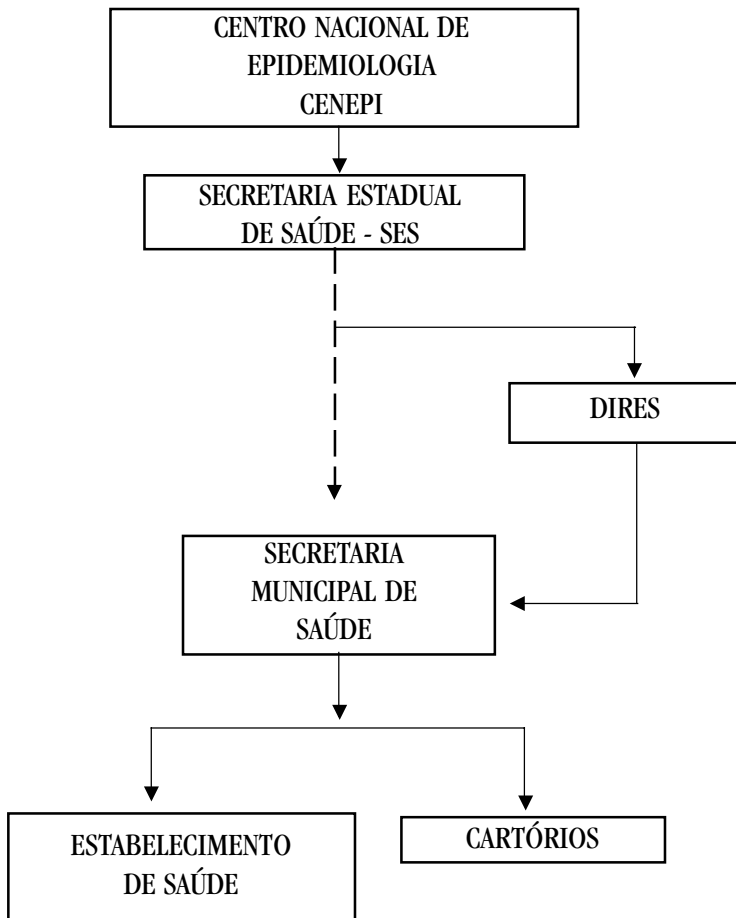 CENTRO NACIONAL DE
EPIDEMIOLOGIA
CENEPI
SECRETARIA ESTADUAL
DE SAÚDE - SES
DIRES
SECRETARIA
MUNICIPAL DE
SAÚDE
ESTABELECIMENTO
DE SAÚDE
CARTÓRIOS